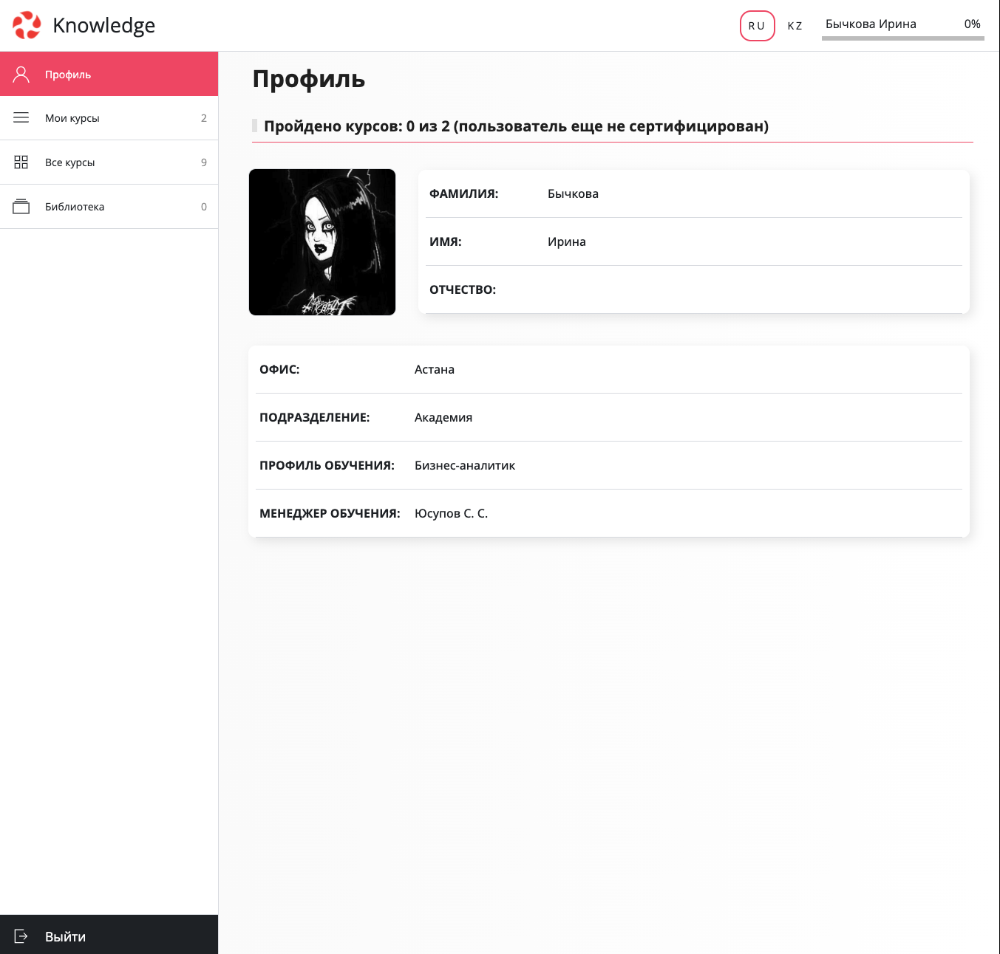 Knowledge
RU KZ Бычкова Ирина 0%
Профиль
Мои курсы 2
Все курсы 9
Библиотека 0
Выйти
Профиль
Пройдено курсов: 0 из 2 (пользователь еще не сертифицирован)
ФАМИЛИЯ: Бычкова
ИМЯ: Ирина
ОТЧЕСТВО:
ОФИС: Астана
ПОДРАЗДЕЛЕНИЕ: Академия
ПРОФИЛЬ ОБУЧЕНИЯ: Бизнес-аналитик
МЕНЕДЖЕР ОБУЧЕНИЯ: Юсупов С. С.